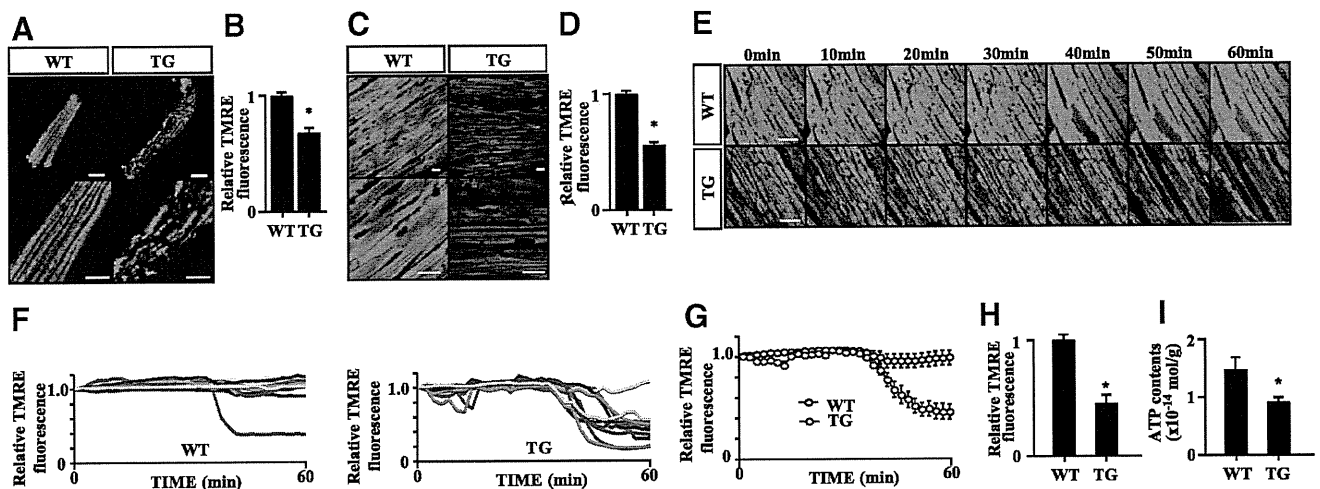 A
WT
TG
B
Relative TMRE
fluorescence
1
0
*
WT TG
C
WT
TG
D
Relative TMRE
fluorescence
1
0
*
WT TG
E
0min 10min 20min 30min 40min 50min 60min
WT
TG
F
Relative TMRE
fluorescence
1.0
0
WT
0
60
TIME (min)
Relative TMRE
fluorescence
1.0
0
TG
0
60
TIME (min)
G
Relative TMRE
fluorescence
1.0
0
WT
TG
0
60
TIME (min)
H
Relative TMRE
fluorescence
1
0
*
WT TG
I
ATP contents
(x10⁻¹⁴ mol/g)
2
1
0
*
WT TG